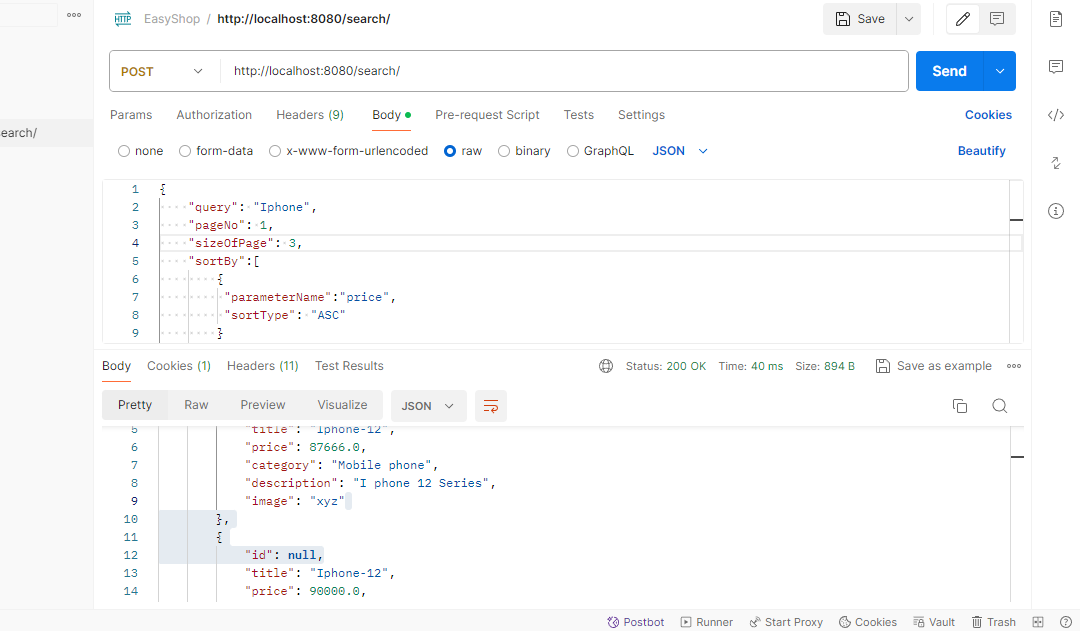 EasyShop / http://localhost:8080/search/
Save
POST http://localhost:8080/search/ Send
Params Authorization Headers (9) Body Pre-request Script Tests Settings Cookies
none form-data x-www-form-urlencoded raw binary GraphQL JSON Beautify
earch/
1 {
2 "query": "Iphone",
3 "pageNo": 1,
4 "sizeOfPage": 3,
5 "sortBy":[
6 {
7 "parameterName":"price",
8 "sortType": "ASC"
9 }
Body Cookies (1) Headers (11) Test Results Status: 200 OK Time: 40 ms Size: 894 B Save as example
Pretty Raw Preview Visualize JSON
5 "title": "Iphone-12",
6 "price": 87666.0,
7 "category": "Mobile phone",
8 "description": "I phone 12 Series",
9 "image": "xyz"
10 },
11 {
12 "id": null,
13 "title": "Iphone-12",
14 "price": 90000.0,
Postbot Runner Start Proxy Cookies Vault Trash